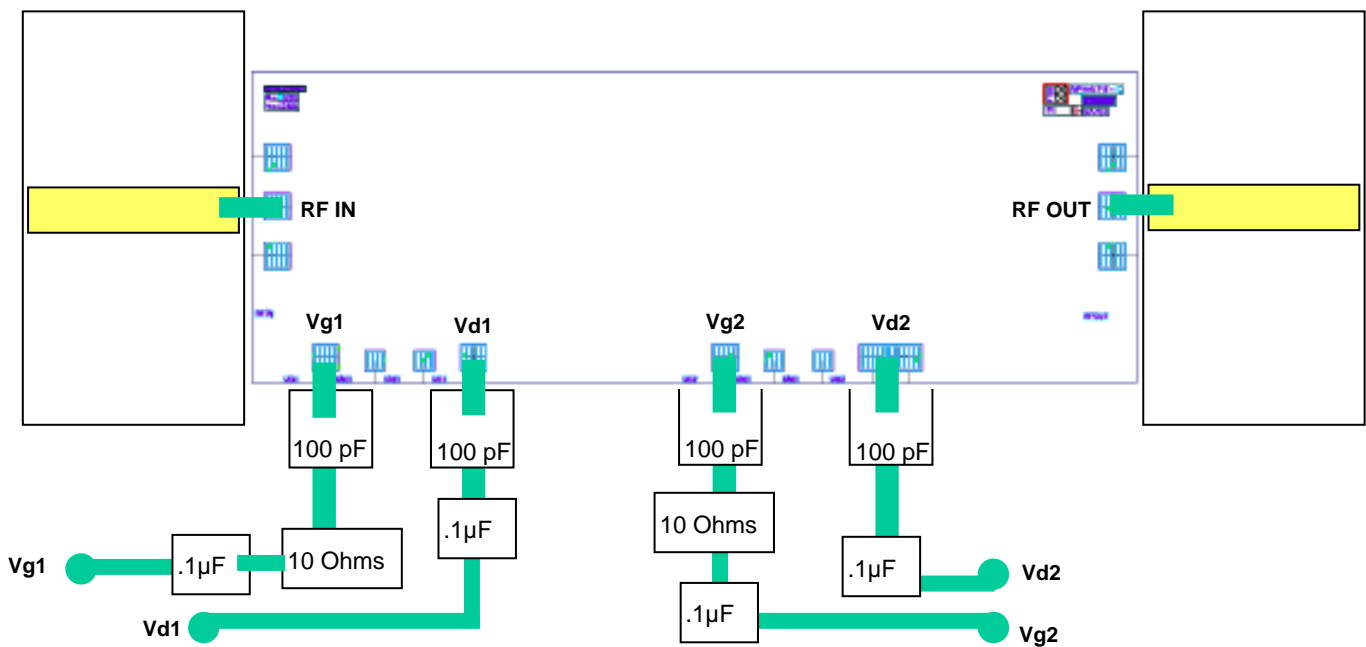 RF IN
RF OUT
Vg1
Vd1
Vg2
Vd2
100 pF
100 pF
100 pF
100 pF
10 Ohms
.1µF
Vg1
.1µF
10 Ohms
.1µF
Vd2
.1µF
Vd1
Vg2